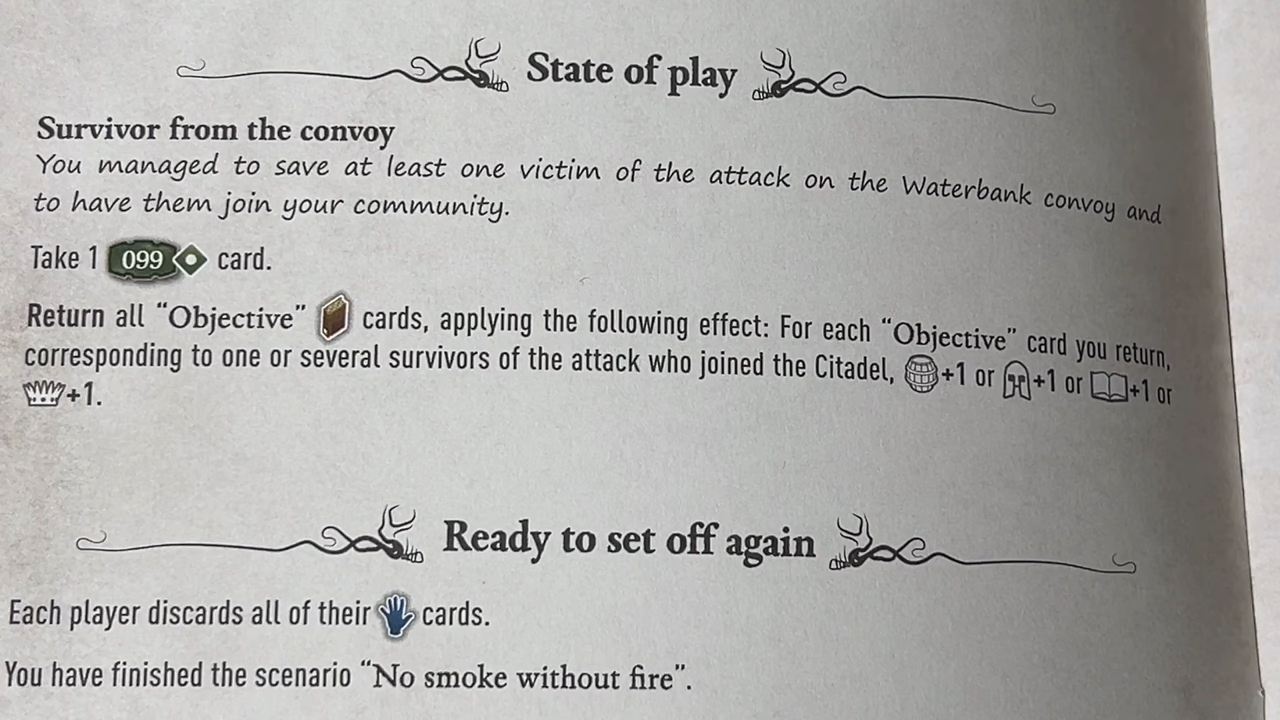 State of play
Survivor from the convoy
You managed to save at least one victim of the attack on the Waterbank convoy and
to have them join your community.
Take 1 099 card.
Return all “Objective” cards, applying the following effect: For each “Objective” card you return,
corresponding to one or several survivors of the attack who joined the Citadel, +1 or +1 or +1 or
+1.
Ready to set off again
Each player discards all of their cards.
You have finished the scenario “No smoke without fire”.